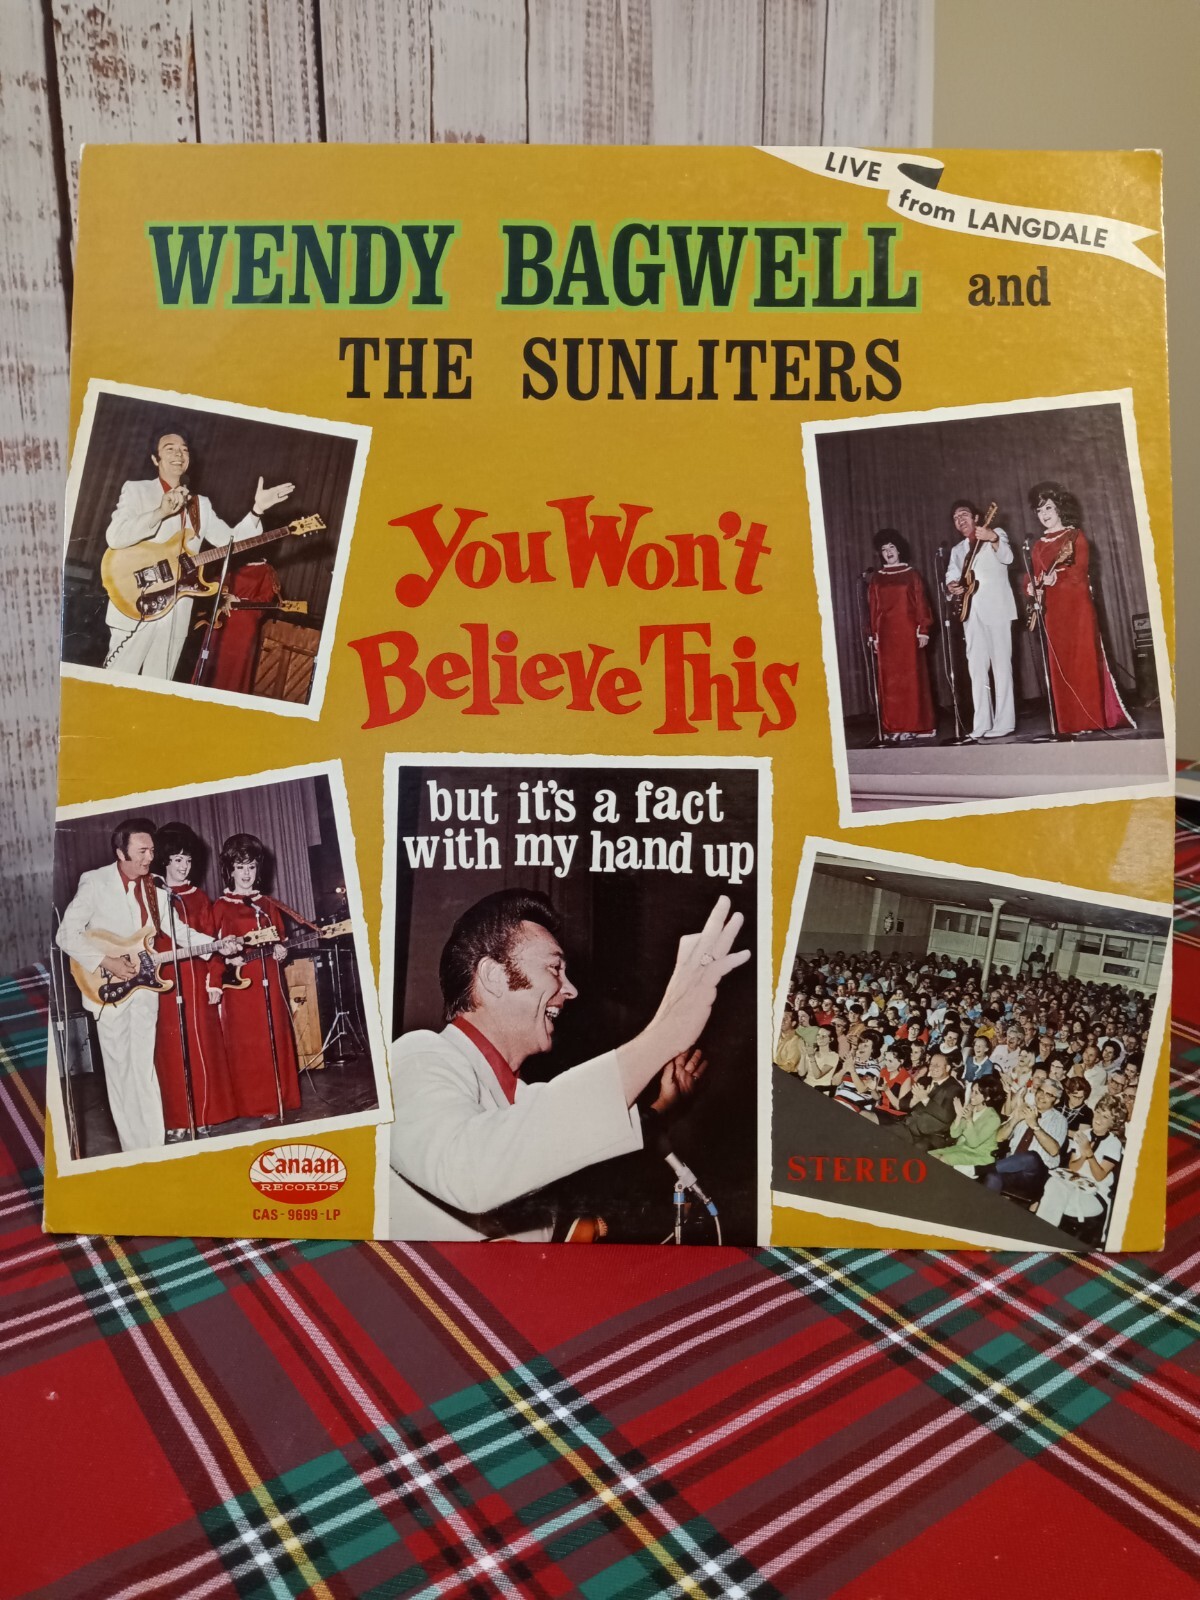 LIVE
from LANGDALE
WENDY BAGWELL and
THE SUNLITERS
You Won't
Believe This
but it's a fact
with my hand up
Canaan
RECORDS
CAS-9699-LP
STEREO